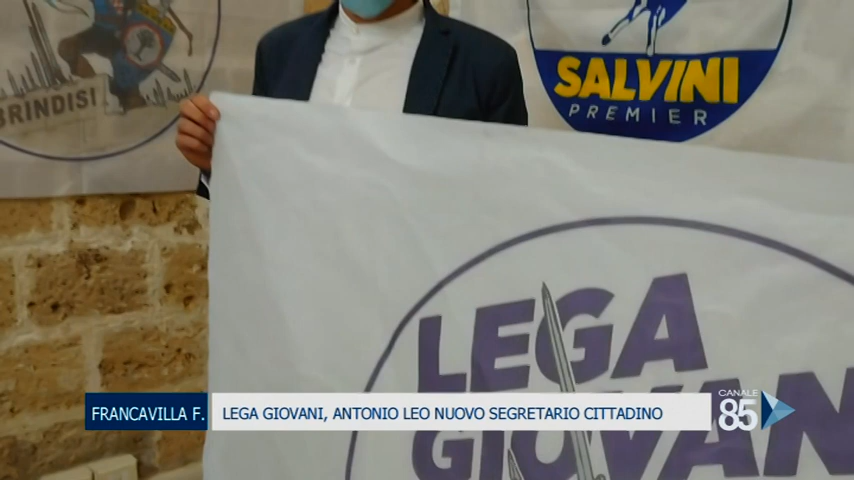 BRINDISI
SALVINI
PREMIER
LEGA
GIOVANI
FRANCAVILLA F.
LEGA GIOVANI, ANTONIO LEO NUOVO SEGRETARIO CITTADINO
CANALE
85